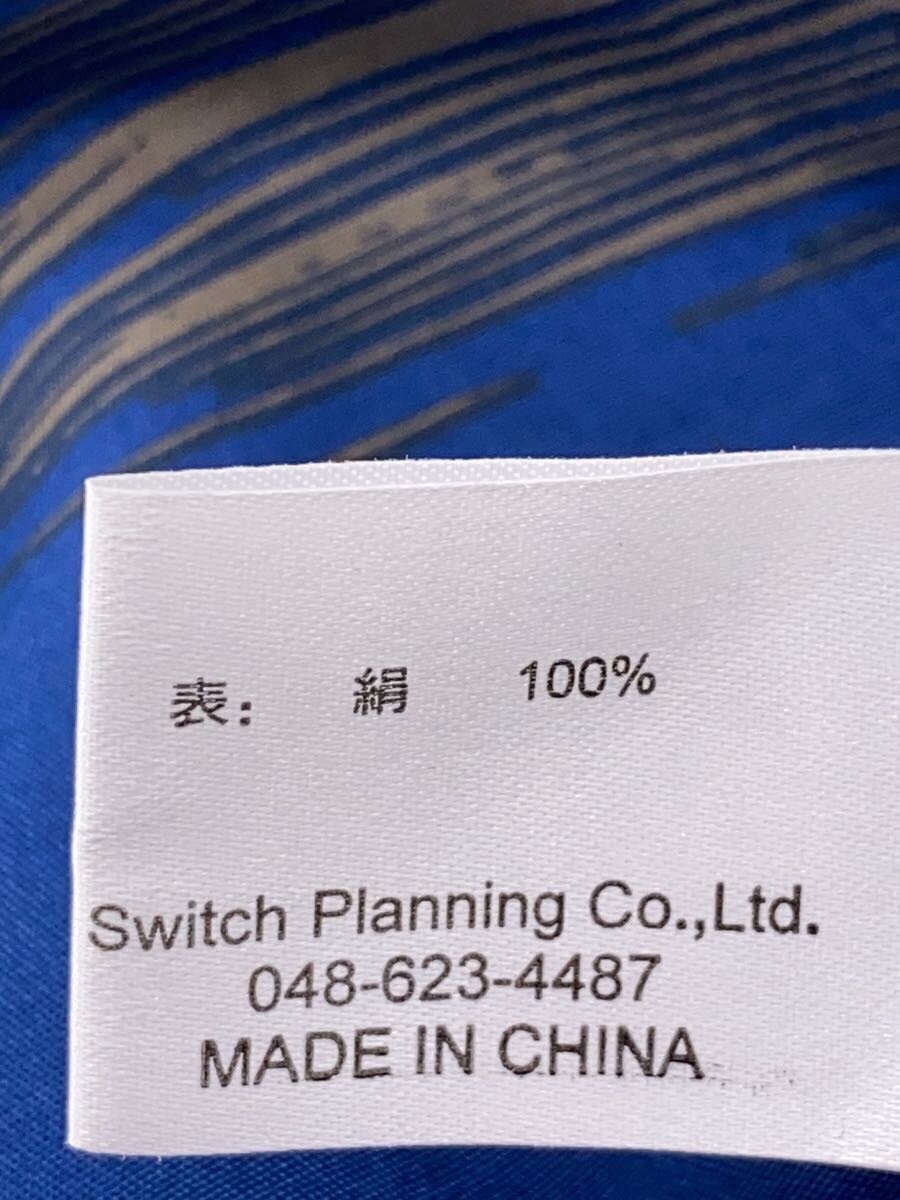 表: 絹 100%
Switch Planning Co.,Ltd.
048-623-4487
MADE IN CHINA